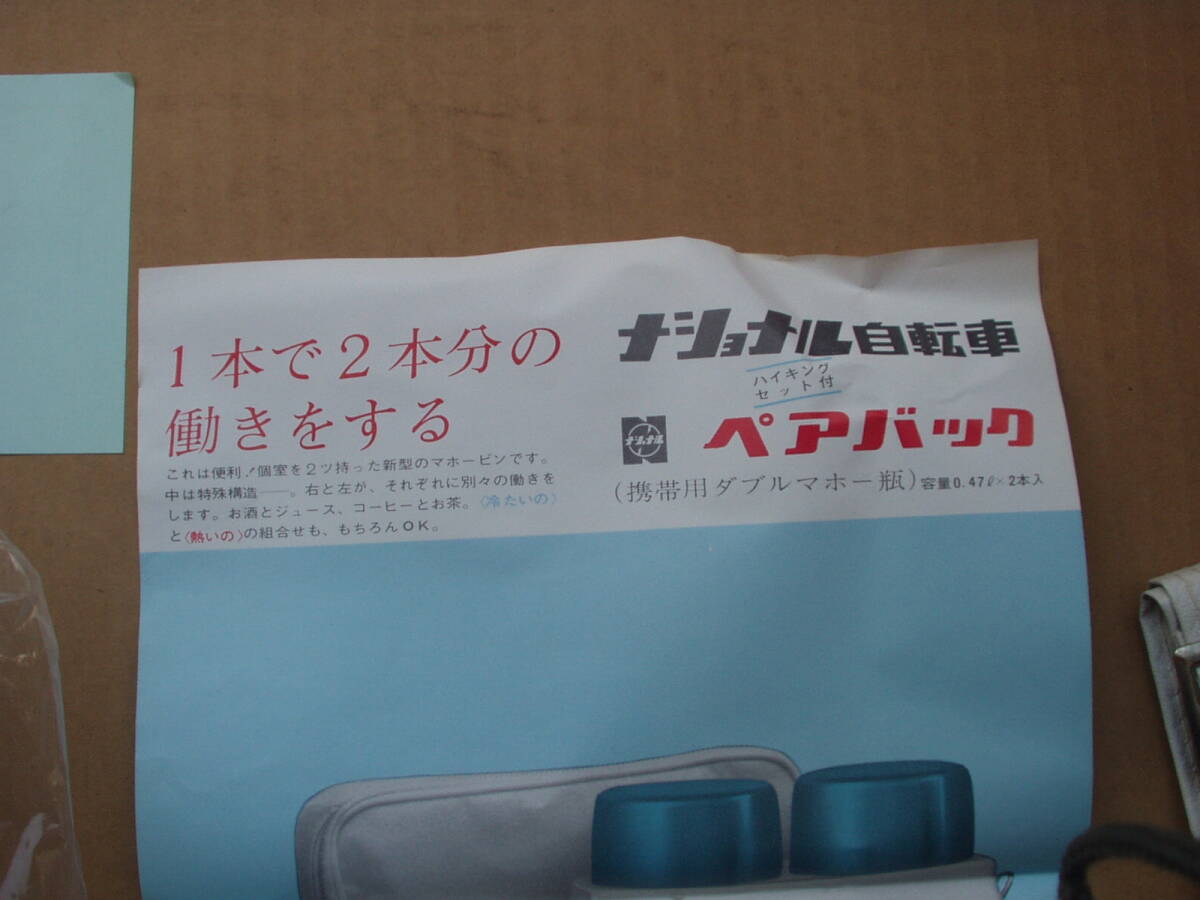 1本で2本分の
働きをする
これは便利!個室を2ツ持った新型のマホービンです。
中は特殊構造──。右と左が、それぞれに別々の働きを
します。お酒とジュース、コーヒーとお茶。〈冷たいの〉
と〈熱いの〉の組合せも、もちろんOK。
ナショナル自転車
ハイキング
セット付
ナショナル
ペアバック
(携帯用ダブルマホー瓶)容量0.47ℓ×2本入